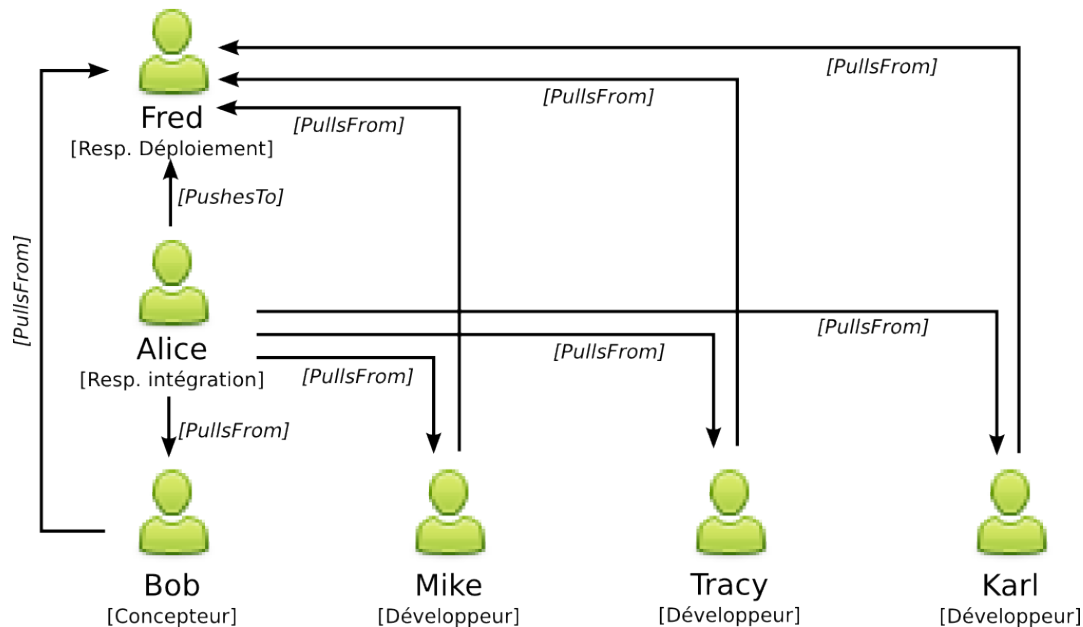 [PullsFrom]
[PullsFrom]
[PullsFrom]
Fred
[Resp. Déploiement]
[PushesTo]
[PullsFrom]
[PullsFrom]
Alice
[PullsFrom]
[Resp. intégration]
[PullsFrom]
[PullsFrom]
Bob
[Concepteur]
Mike
[Développeur]
Tracy
[Développeur]
Karl
[Développeur]